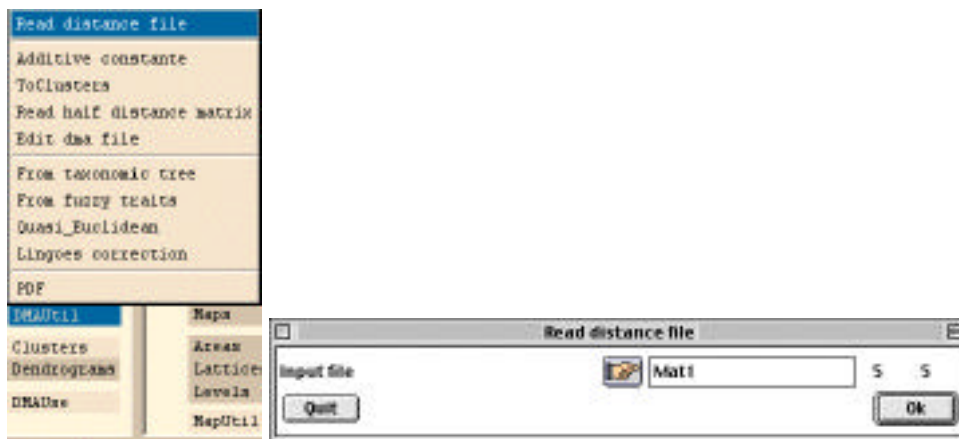 Read distance file
Additive constante
ToClusters
Read half distance matrix
Edit dma file
From taxonomic tree
From fuzzy traits
Quasi_Euclidean
Lingoes correction
PDF
DMAUtil
Clusters
Dendrograms
DMAUse
Maps
Areas
Lattice
Levels
MapUtil
Read distance file
Input file
Mat1
5 5
Quit
Ok